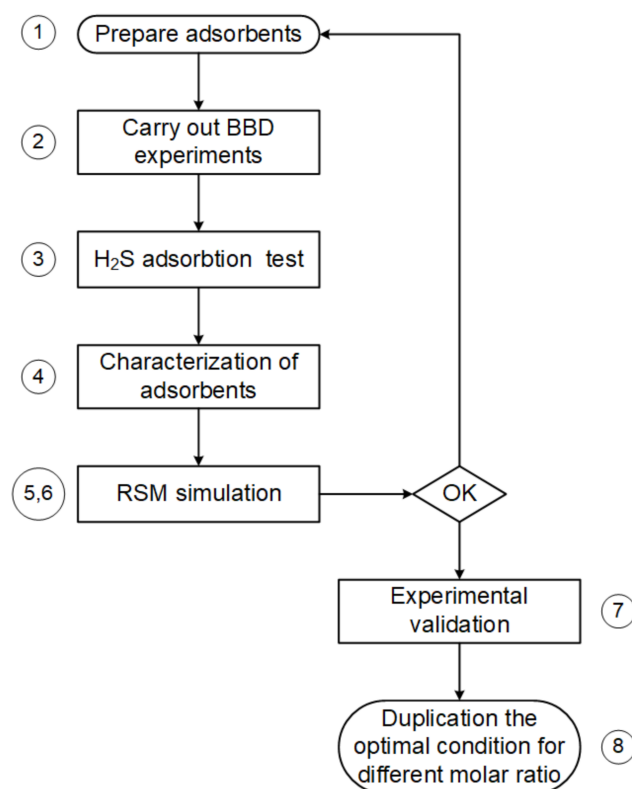 1
Prepare adsorbents
2
Carry out BBD
experiments
3
H₂S adsorbtion test
4
Characterization of
adsorbents
5,6
RSM simulation
OK
Experimental
validation
7
Duplication the
optimal condition for
different molar ratio
8